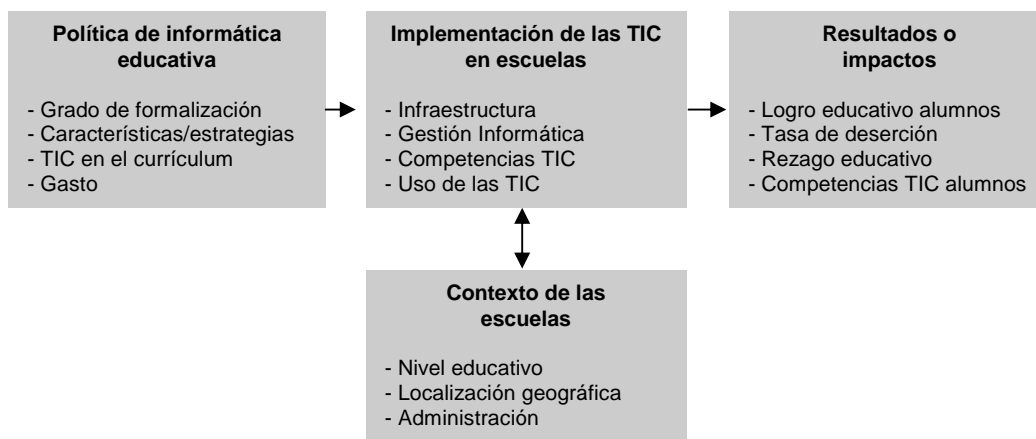 Política de informática
educativa
- Grado de formalización
- Características/estrategias
- TIC en el currículum
- Gasto
Implementación de las TIC
en escuelas
- Infraestructura
- Gestión Informática
- Competencias TIC
- Uso de las TIC
Resultados o
impactos
- Logro educativo alumnos
- Tasa de deserción
- Rezago educativo
- Competencias TIC alumnos
Contexto de las
escuelas
- Nivel educativo
- Localización geográfica
- Administración